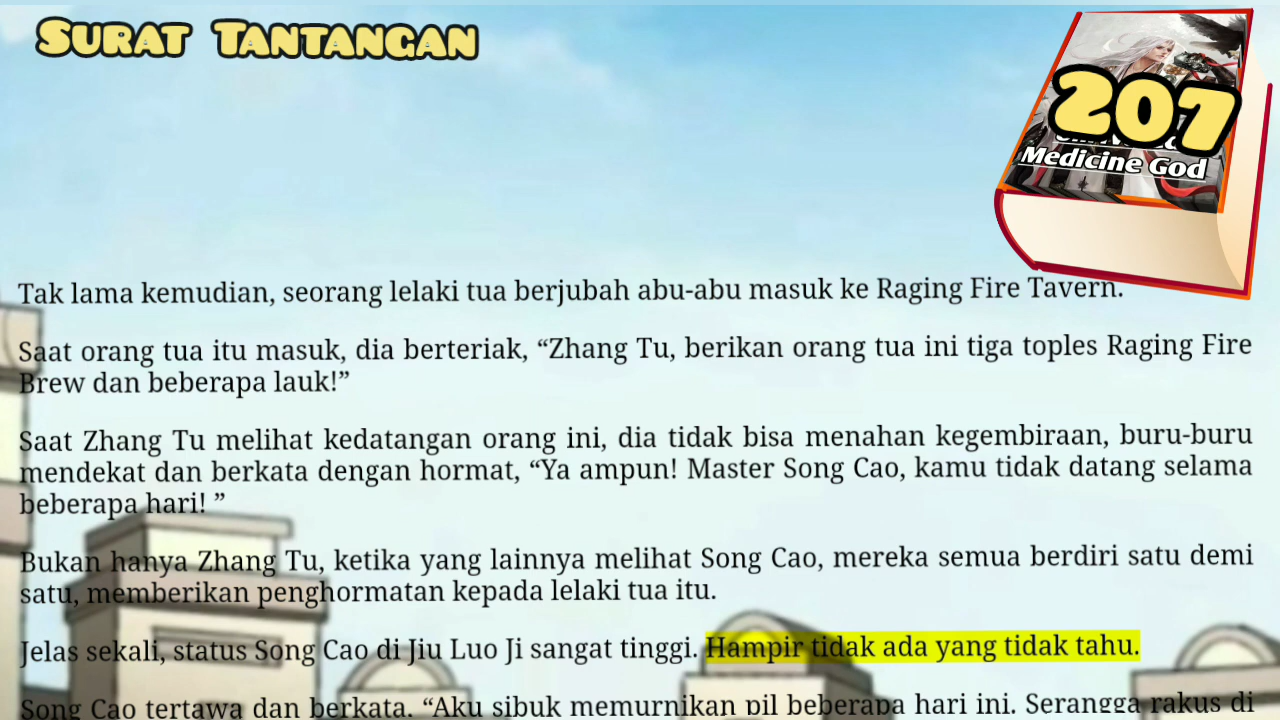 Surat Tantangan
207
Medicine God
Tak lama kemudian, seorang lelaki tua berjubah abu-abu masuk ke Raging Fire Tavern.
Saat orang tua itu masuk, dia berteriak, “Zhang Tu, berikan orang tua ini tiga toples Raging Fire
Brew dan beberapa lauk!”
Saat Zhang Tu melihat kedatangan orang ini, dia tidak bisa menahan kegembiraan, buru-buru
mendekat dan berkata dengan hormat, “Ya ampun! Master Song Cao, kamu tidak datang selama
beberapa hari! ”
Bukan hanya Zhang Tu, ketika yang lainnya melihat Song Cao, mereka semua berdiri satu demi
satu, memberikan penghormatan kepada lelaki tua itu.
Jelas sekali, status Song Cao di Jiu Luo Ji sangat tinggi. Hampir tidak ada yang tidak tahu.
Song Cao tertawa dan berkata, “Aku sibuk memurnikan pil beberapa hari ini. Serangga rakus di